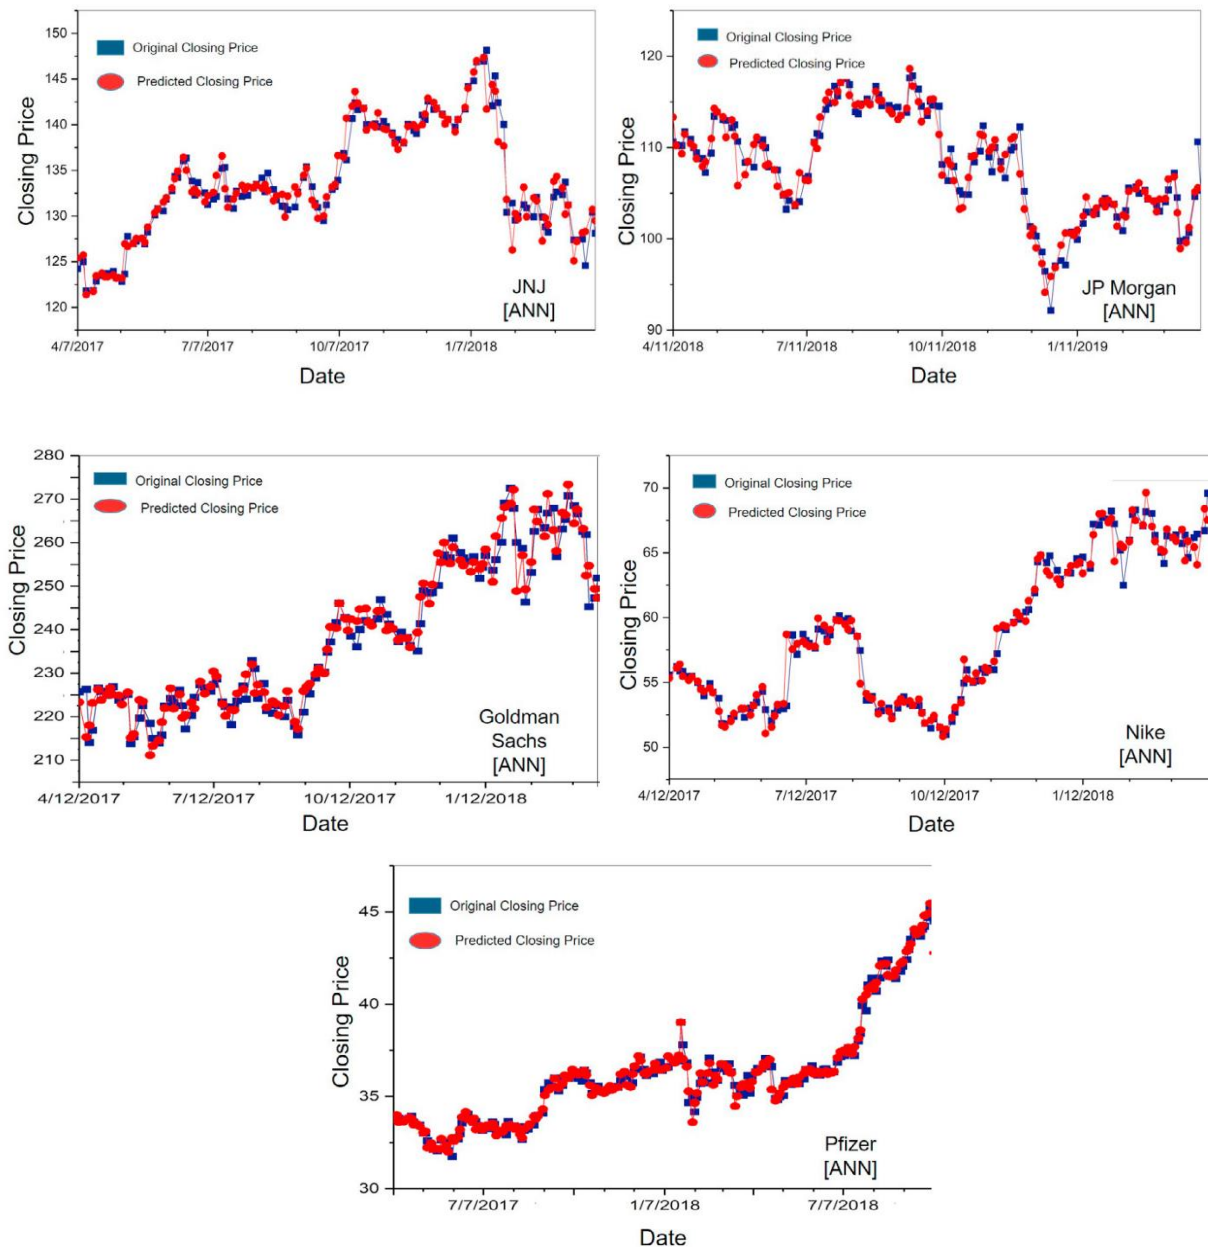 150
145
140
135
130
125
120
Closing Price
Original Closing Price
Predicted Closing Price
JNJ
[ANN]
4/7/2017
7/7/2017
10/7/2017
1/7/2018
Date
120
110
100
90
Closing Price
Original Closing Price
Predicted Closing Price
JP Morgan
[ANN]
4/11/2018
7/11/2018
10/11/2018
1/11/2019
Date
280
270
260
250
240
230
220
210
Closing Price
Original Closing Price
Predicted Closing Price
Goldman
Sachs
[ANN]
4/12/2017
7/12/2017
10/12/2017
1/12/2018
Date
70
65
60
55
50
Closing Price
Original Closing Price
Predicted Closing Price
Nike
[ANN]
4/12/2017
7/12/2017
10/12/2017
1/12/2018
Date
45
40
35
30
Closing Price
Original Closing Price
Predicted Closing Price
Pfizer
[ANN]
7/7/2017
1/7/2018
7/7/2018
Date